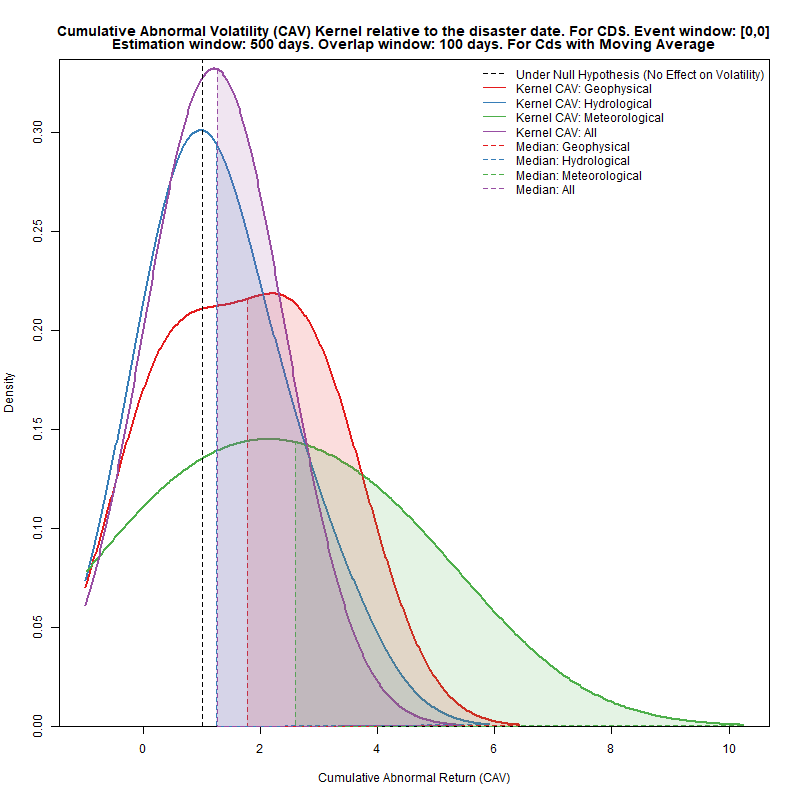 Cumulative Abnormal Volatility (CAV) Kernel relative to the disaster date. For CDS. Event window: [0,0]
Estimation window: 500 days. Overlap window: 100 days. For Cds with Moving Average
Under Null Hypothesis (No Effect on Volatility)
Kernel CAV: Geophysical
Kernel CAV: Hydrological
Kernel CAV: Meteorological
Kernel CAV: All
Median: Geophysical
Median: Hydrological
Median: Meteorological
Median: All
0.30
0.25
0.20
0.15
0.10
0.05
0.00
Density
0 2 4 6 8 10
Cumulative Abnormal Return (CAV)